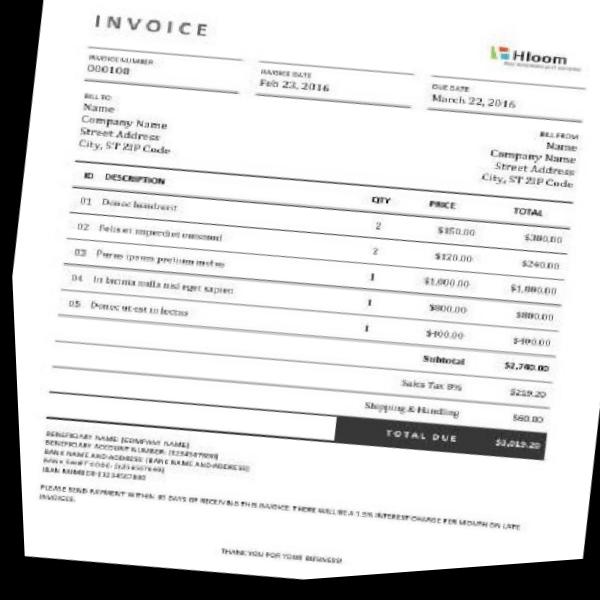 INVOICE
Hloom
INVOICE NUMBER
000100
INVOICE DATE
Feb 23, 2016
DUE DATE
March 22, 2016
BILL TO:
Name
Company Name
Street Address
City, ST ZIP Code
BILL FROM
Name
Company Name
Street Address
City, ST ZIP Code
ID DESCRIPTION QTY PRICE TOTAL
01 Donec hendrerit 2 $150.00 $300.00
02 Felis et imperdiet euismod 2 $120.00 $240.00
03 Purus ipsum pretium metus 1 $1,000.00 $1,000.00
04 In lacinia nulla nisl eget sapien 1 $800.00 $800.00
05 Donec ut est in lectus 1 $400.00 $400.00
Subtotal $2,740.00
Sales Tax 8% $219.20
Shipping & Handling $60.00
TOTAL DUE $3,019.20
BENEFICIARY NAME: [COMPANY NAME]
BENEFICIARY ACCOUNT NUMBER:
BANK NAME AND ADDRESS: [BANK NAME AND ADDRESS]
BANK SWIFT CODE:
IBAN NUMBER:
PLEASE SEND PAYMENT WITHIN 30 DAYS OF RECEIVING THIS INVOICE. THERE WILL BE A 1.5% INTEREST CHARGE PER MONTH ON LATE
INVOICES.
THANK YOU FOR YOUR BUSINESS!